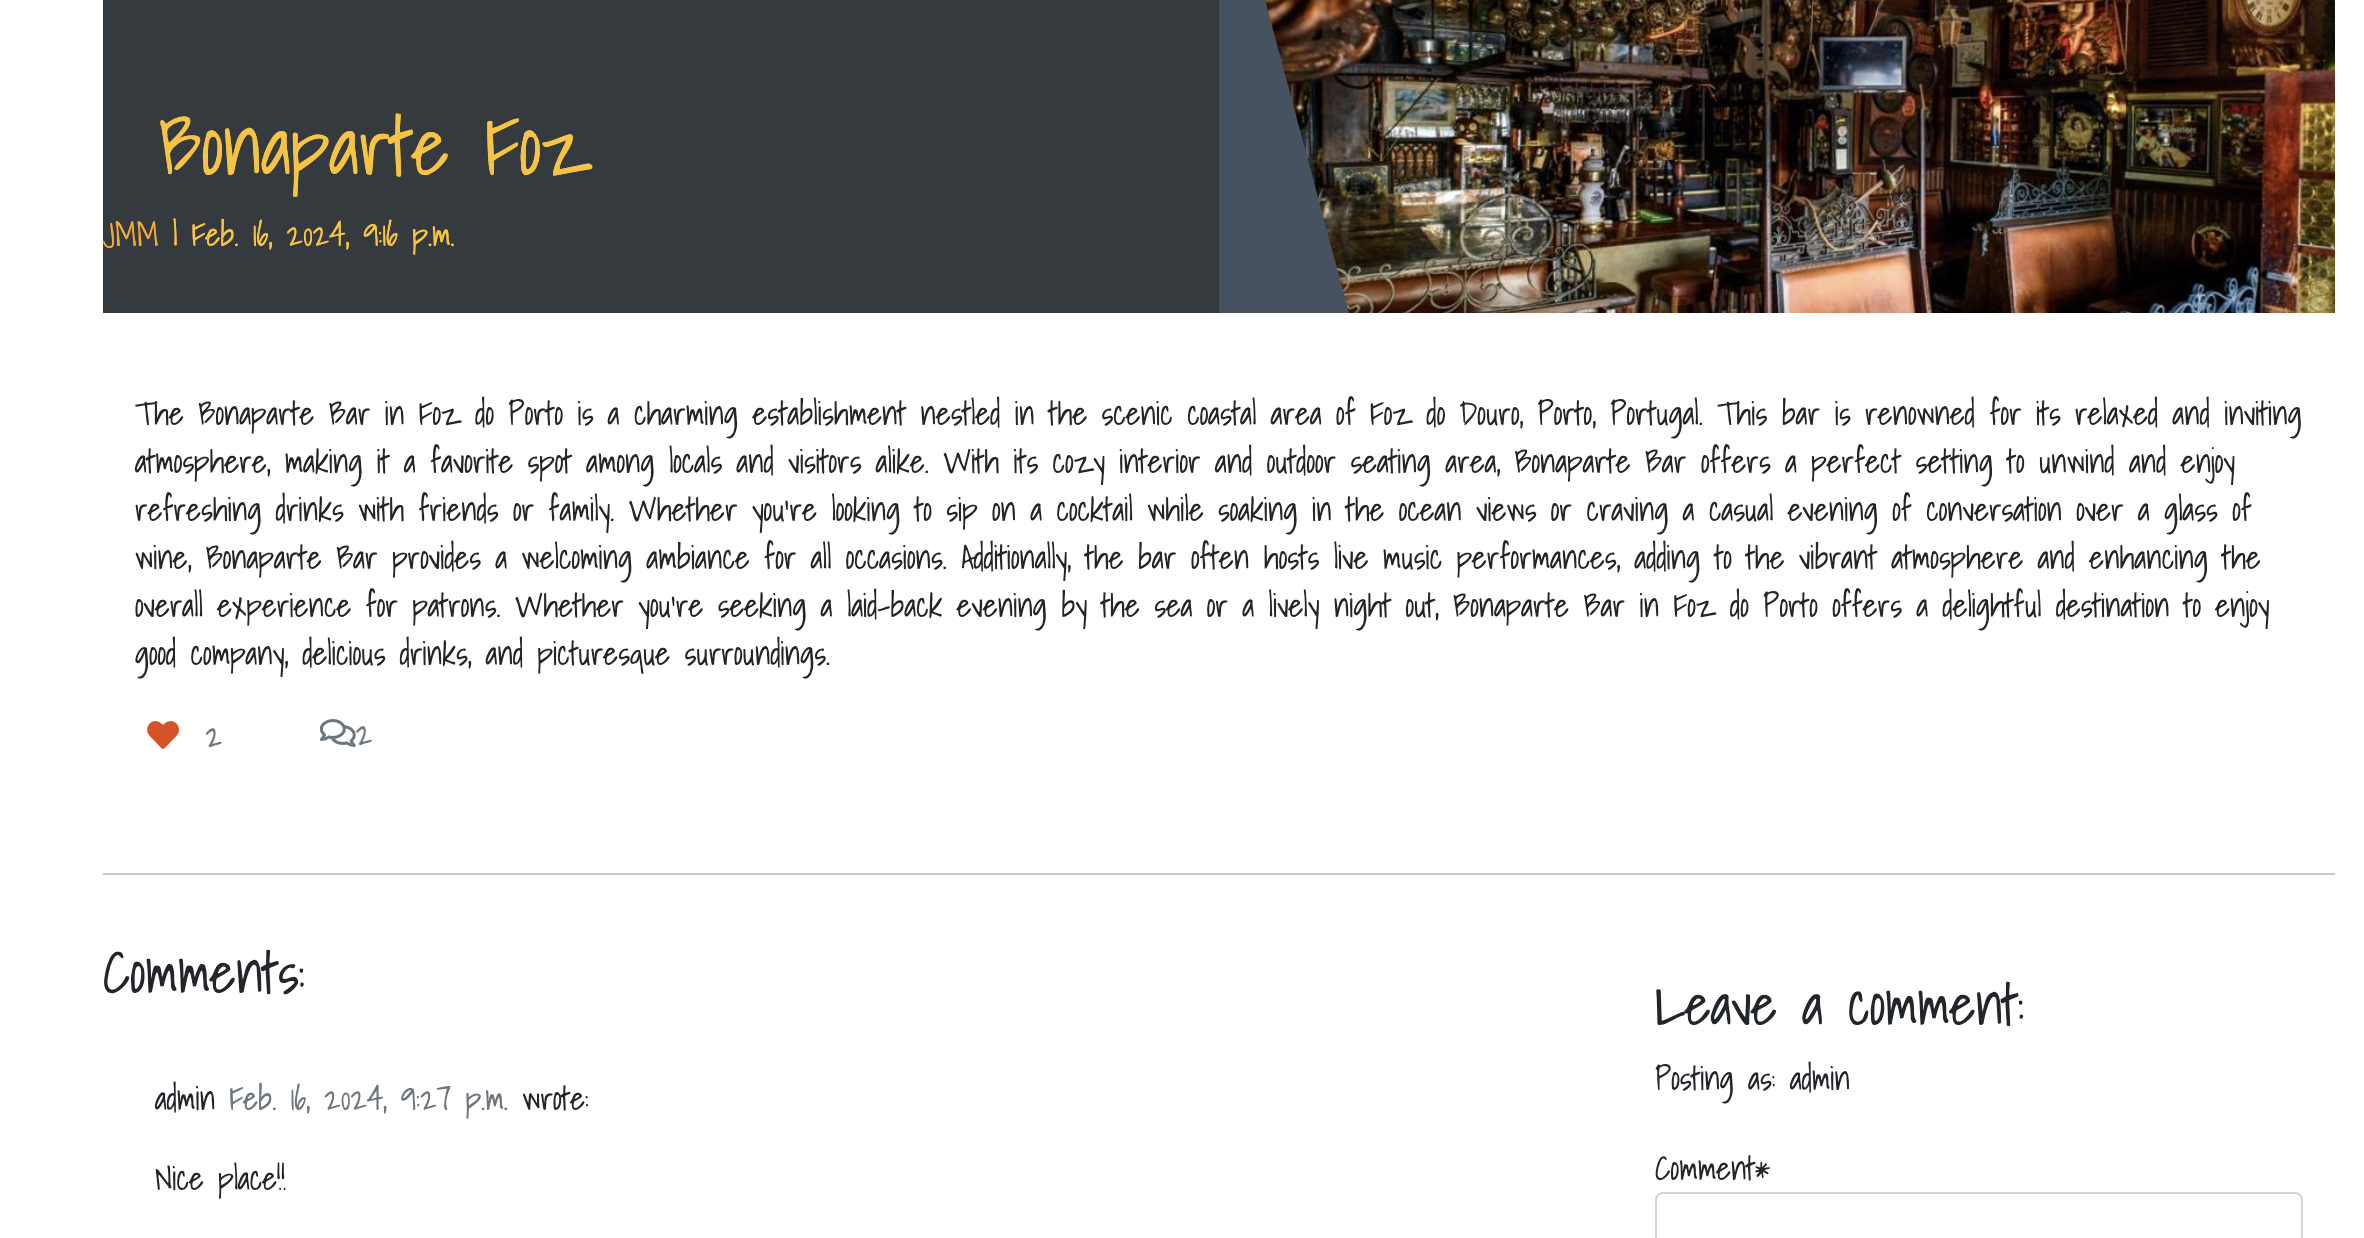 Bonaparte Foz
JMM | Feb. 16, 2024, 9:16 p.m.
The Bonaparte Bar in Foz do Porto is a charming establishment nestled in the scenic coastal area of Foz do Douro, Porto, Portugal. This bar is renowned for its relaxed and inviting
atmosphere, making it a favorite spot among locals and visitors alike. With its cozy interior and outdoor seating area, Bonaparte Bar offers a perfect setting to unwind and enjoy
refreshing drinks with friends or family. Whether you're looking to sip on a cocktail while soaking in the ocean views or craving a casual evening of conversation over a glass of
wine, Bonaparte Bar provides a welcoming ambiance for all occasions. Additionally, the bar often hosts live music performances, adding to the vibrant atmosphere and enhancing the
overall experience for patrons. Whether you're seeking a laid-back evening by the sea or a lively night out, Bonaparte Bar in Foz do Porto offers a delightful destination to enjoy
good company, delicious drinks, and picturesque surroundings.
2 2
Comments:
admin Feb. 16, 2024, 9:27 p.m. wrote:
Nice place!!
Leave a comment:
Posting as: admin
Comment*